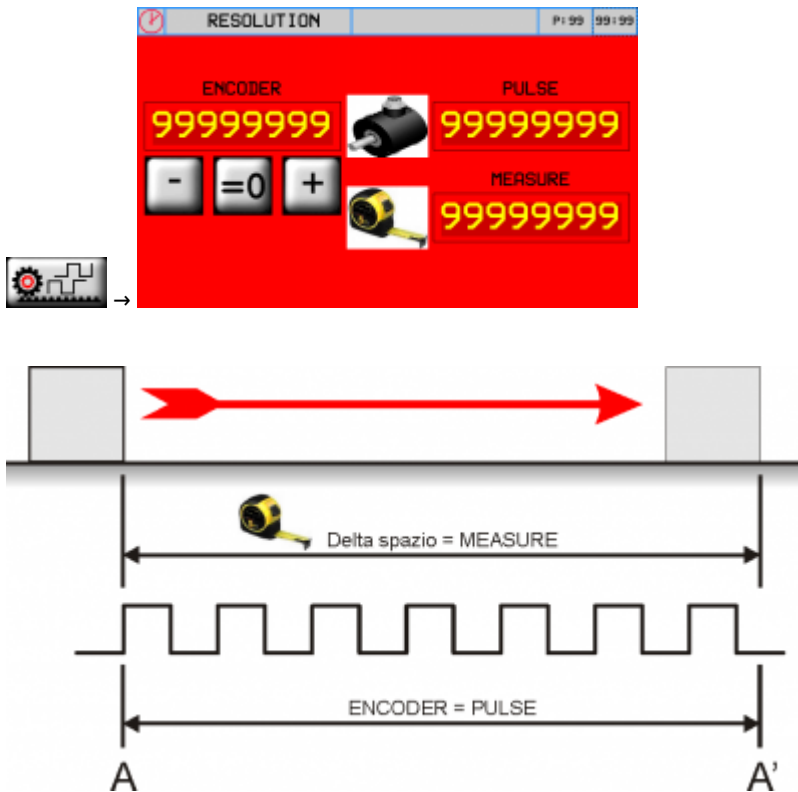 RESOLUTION P:99 99:99
ENCODER PULSE
99999999 99999999
- =0 + MEASURE
99999999
→
Delta spazio = MEASURE
ENCODER = PULSE
A A'